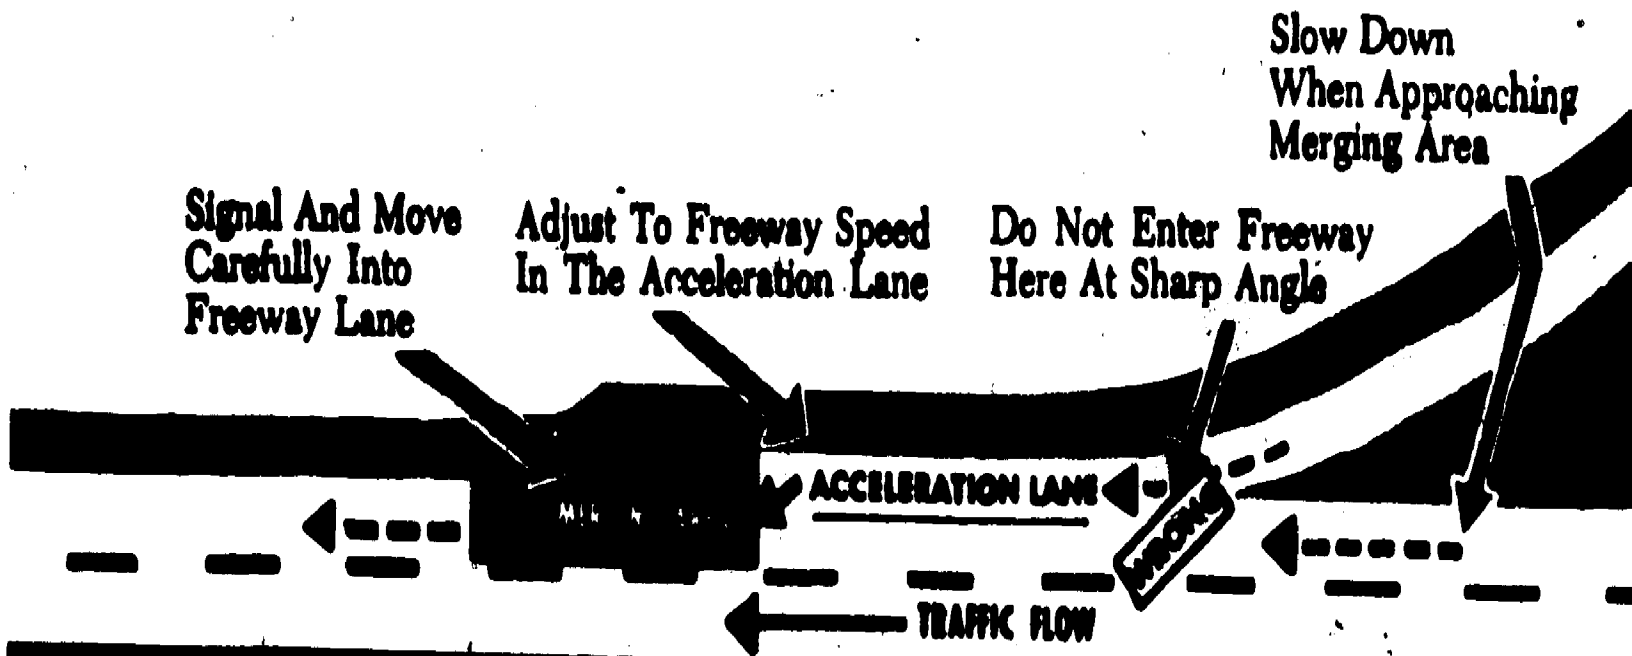 Slow Down
When Approaching
Merging Area
Signal And Move
Carefully Into
Freeway Lane
Adjust To Freeway Speed
In The Acceleration Lane
Do Not Enter Freeway
Here At Sharp Angle
ACCELERATION LANE
WRONG
TRAFFIC FLOW